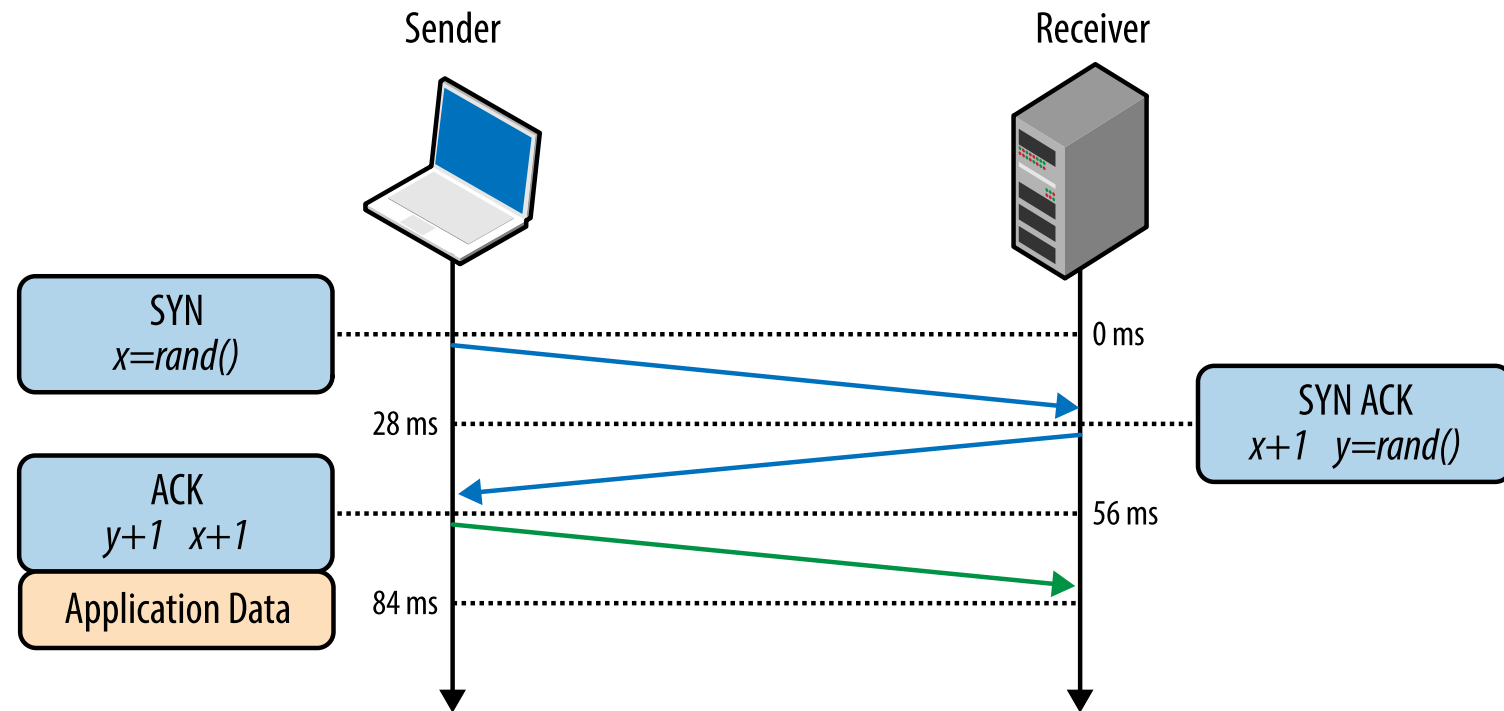 Sender
Receiver
SYN
x=rand()
0 ms
28 ms
SYN ACK
x+1 y=rand()
ACK
y+1 x+1
56 ms
Application Data
84 ms